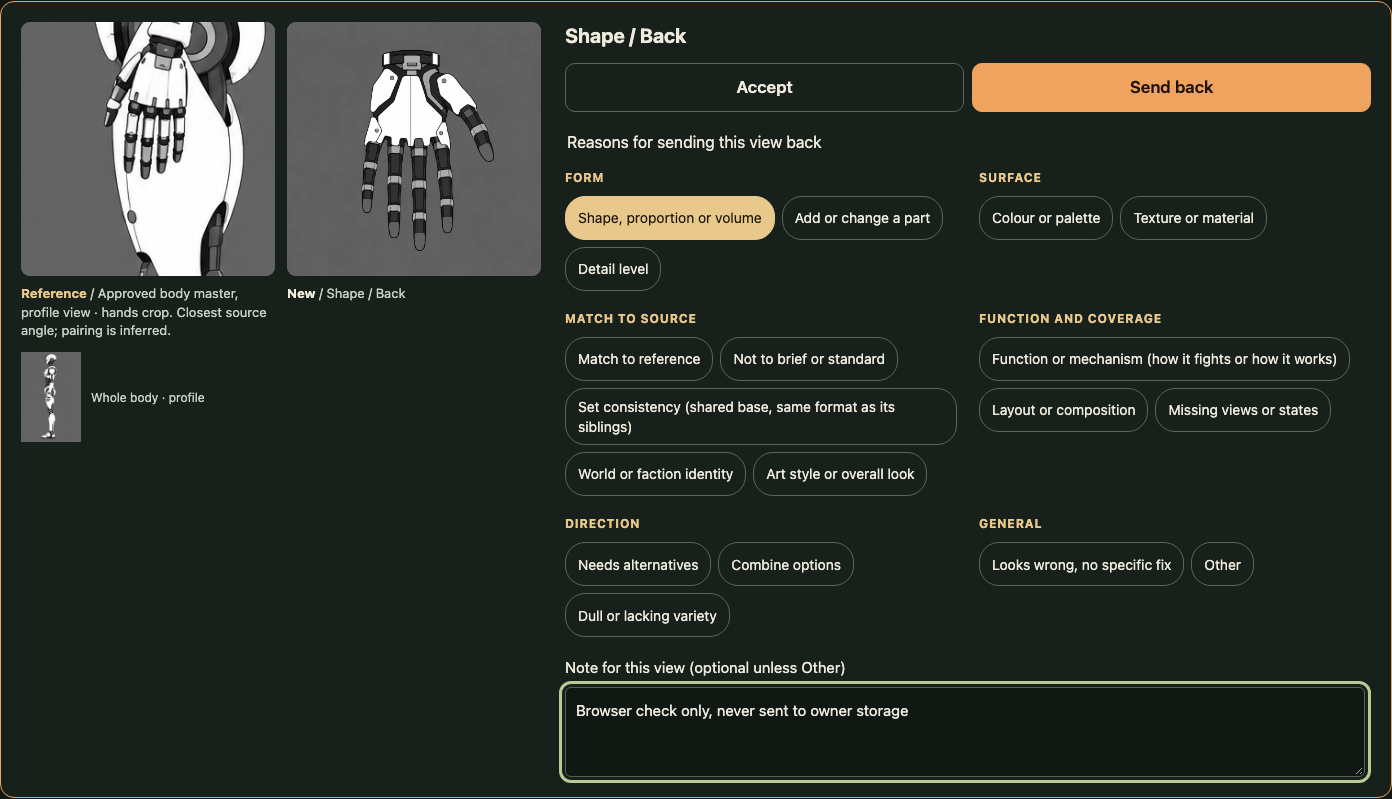 Shape / Back
Accept
Send back
Reasons for sending this view back
FORM
Shape, proportion or volume
Add or change a part
Detail level
SURFACE
Colour or palette
Texture or material
MATCH TO SOURCE
Match to reference
Not to brief or standard
Set consistency (shared base, same format as its
siblings)
World or faction identity
Art style or overall look
FUNCTION AND COVERAGE
Function or mechanism (how it fights or how it works)
Layout or composition
Missing views or states
DIRECTION
Needs alternatives
Combine options
Dull or lacking variety
GENERAL
Looks wrong, no specific fix
Other
Note for this view (optional unless Other)
Browser check only, never sent to owner storage
Reference / Approved body master,
profile view · hands crop. Closest source
angle; pairing is inferred.
Whole body · profile
New / Shape / Back